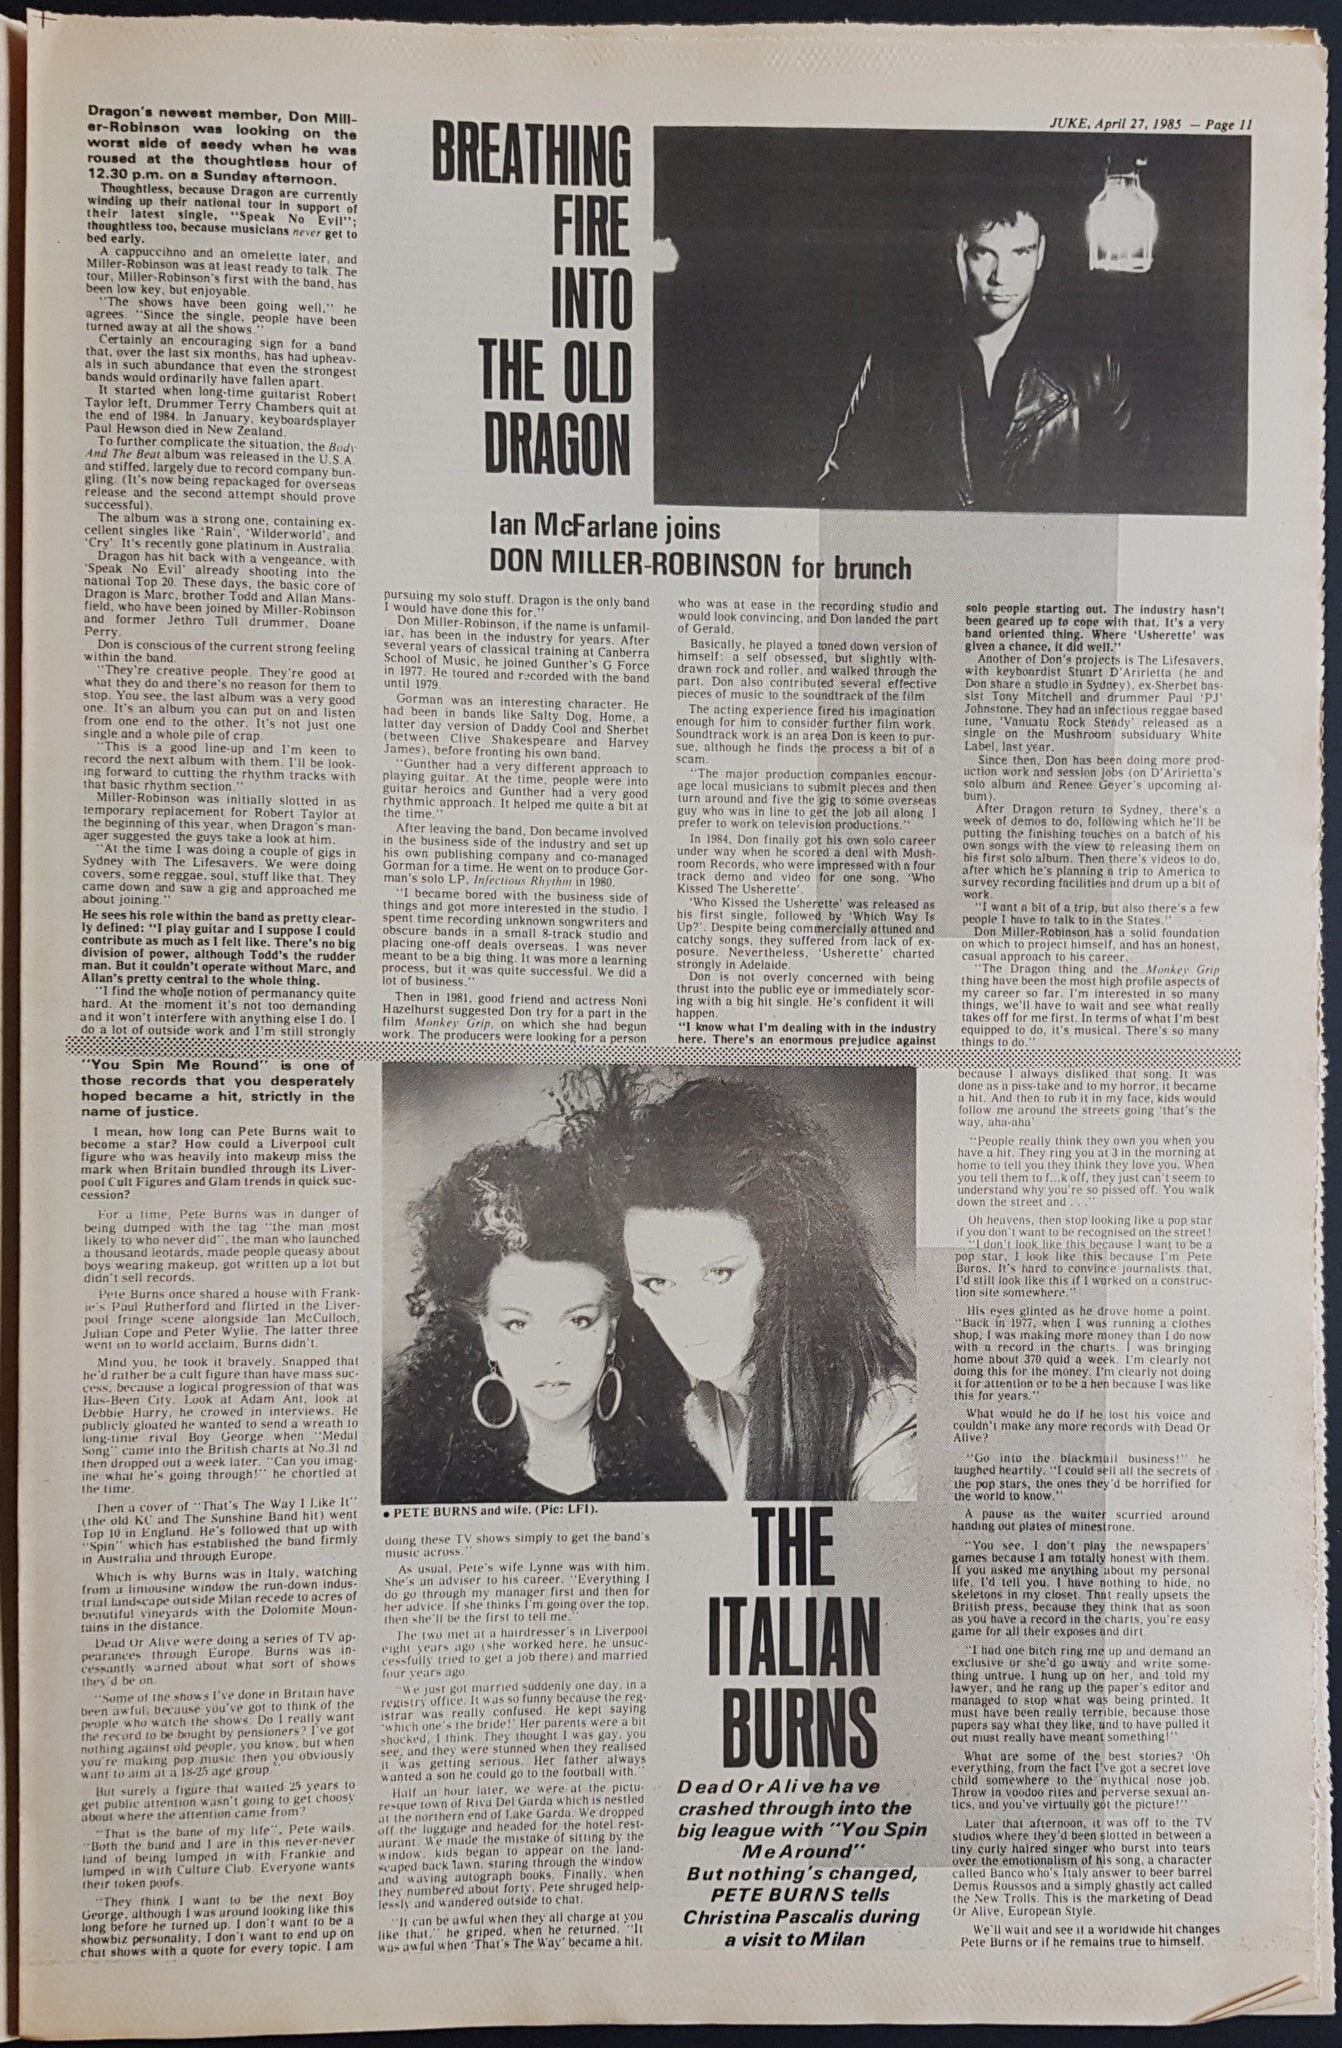 JUKE, April 27, 1985 — Page 11
BREATHING
FIRE
INTO
THE OLD
DRAGON
Ian McFarlane joins
DON MILLER-ROBINSON for brunch
Dragon's newest member, Don Mill-
er-Robinson was looking on the
worst side of seedy when he was
roused at the thoughtless hour of
12.30 p.m. on a Sunday afternoon.
Thoughtless, because Dragon are currently
winding up their national tour in support of
their latest single, "Speak No Evil";
thoughtless too, because musicians never get to
bed early.
A cappuccihno and an omelette later, and
Miller-Robinson was at least ready to talk. The
tour, Miller-Robinson's first with the band, has
been low key, but enjoyable.
"The shows have been going well," he
agrees. "Since the single, people have been
turned away at all the shows."
Certainly an encouraging sign for a band
that, over the last six months, has had upheav-
als in such abundance that even the strongest
bands would ordinarily have fallen apart.
It started when long-time guitarist Robert
Taylor left, Drummer Terry Chambers quit at
the end of 1984. In January, keyboardsplayer
Paul Hewson died in New Zealand.
To further complicate the situation, the Body
And The Beat album was released in the U.S.A.
and stiffed, largely due to record company bun-
gling. (It's now being repackaged for overseas
release and the second attempt should prove
successful).
The album was a strong one, containing ex-
cellent singles like 'Rain', 'Wilderworld', and
'Cry'. It's recently gone platinum in Australia.
Dragon has hit back with a vengeance, with
'Speak No Evil' already shooting into the
national Top 20. These days, the basic core of
Dragon is Marc, brother Todd and Allan Mans-
field, who have been joined by Miller-Robinson
and former Jethro Tull drummer, Doane
Perry.
Don is conscious of the current strong feeling
within the band.
"They're creative people. They're good at
what they do and there's no reason for them to
stop. You see, the last album was a very good
one. It's an album you can put on and listen
from one end to the other. It's not just one
single and a whole pile of crap.
"This is a good line-up and I'm keen to
record the next album with them. I'll be look-
ing forward to cutting the rhythm tracks with
that basic rhythm section."
Miller-Robinson was initially slotted in as
temporary replacement for Robert Taylor at
the beginning of this year, when Dragon's man-
ager suggested the guys take a look at him.
"At the time I was doing a couple of gigs in
Sydney with The Lifesavers. We were doing
covers, some reggae, soul, stuff like that. They
came down and saw a gig and approached me
about joining."
He sees his role within the band as pretty clear-
ly defined: "I play guitar and I suppose I could
contribute as much as I felt like. There's no big
division of power, although Todd's the rudder
man. But it couldn't operate without Marc, and
Allan's pretty central to the whole thing.
"I find the whole notion of permanancy quite
hard. At the moment it's not too demanding
and it won't interfere with anything else I do. I
do a lot of outside work and I'm still strongly
pursuing my solo stuff. Dragon is the only band
I would have done this for."
Don Miller-Robinson, if the name is unfamil-
iar, has been in the industry for years. After
several years of classical training at Canberra
School of Music, he joined Gunther's G Force
in 1977. He toured and recorded with the band
until 1979.
Gorman was an interesting character. He
had been in bands like Salty Dog, Home, a
latter day version of Daddy Cool and Sherbet
(between Clive Shakespeare and Harvey
James), before fronting his own band.
"Gunther had a very different approach to
playing guitar. At the time, people were into
guitar heroics and Gunther had a very good
rhythmic approach. It helped me quite a bit at
the time."
After leaving the band, Don became involved
in the business side of the industry and set up
his own publishing company and co-managed
Gorman for a time. He went on to produce Gor-
man's solo LP, Infectious Rhythm in 1980.
"I became bored with the business side of
things and got more interested in the studio. I
spent time recording unknown songwriters and
obscure bands in a small 8-track studio and
placing one-off deals overseas. I was never
meant to be a big thing. It was more a learning
process, but it was quite successful. We did a
lot of business."
Then in 1981, good friend and actress Noni
Hazelhurst suggested Don try for a part in the
film Monkey Grip, on which she had begun
work. The producers were looking for a person
who was at ease in the recording studio and
would look convincing, and Don landed the part
of Gerald.
Basically, he played a toned down version of
himself: a self obsessed, but slightly with-
drawn rock and roller, and walked through the
part. Don also contributed several effective
pieces of music to the soundtrack of the film
The acting experience fired his imagination
enough for him to consider further film work.
Soundtrack work is an area Don is keen to pur-
sue, although he finds the process a bit of a
scam.
"The major production companies encour-
age local musicians to submit pieces and then
turn around and five the gig to some overseas
guy who was in line to get the job all along I
prefer to work on television productions."
In 1984, Don finally got his own solo career
under way when he scored a deal with Mush-
room Records, who were impressed with a four
track demo and video for one song, 'Who
Kissed The Usherette'.
'Who Kissed the Usherette' was released as
his first single, followed by 'Which Way Is
Up?'. Despite being commercially attuned and
catchy songs, they suffered from lack of ex-
posure. Nevertheless, 'Usherette' charted
strongly in Adelaide.
Don is not overly concerned with being
thrust into the public eye or immediately scor-
ing with a big hit single. He's confident it will
happen.
"I know what I'm dealing with in the industry
here. There's an enormous prejudice against
solo people starting out. The industry hasn't
been geared up to cope with that. It's a very
band oriented thing. Where 'Usherette' was
given a chance, it did well."
Another of Don's projects is The Lifesavers,
with keyboardist Stuart D'Aririetta (he and
Don share a studio in Sydney), ex-Sherbet bas-
sist Tony Mitchell and drummer Paul 'PJ'
Johnstone. They had an infectious reggae based
tune, 'Vanuatu Rock Steady' released as a
single on the Mushroom subsiduary White
Label, last year.
Since then, Don has been doing more prod-
uction work and session jobs (on D'Aririetta's
solo album and Renee Geyer's upcoming al-
bum).
After Dragon return to Sydney, there's a
week of demos to do, following which he'll be
putting the finishing touches on a batch of his
own songs with the view to releasing them on
his first solo album. Then there's videos to do,
after which he's planning a trip to America to
survey recording facilities and drum up a bit of
work.
"I want a bit of a trip, but also there's a few
people I have to talk to in the States."
Don Miller-Robinson has a solid foundation
on which to project himself, and has an honest,
casual approach to his career.
"The Dragon thing and the Monkey Grip
thing have been the most high profile aspects of
my career so far. I'm interested in so many
things, we'll have to wait and see what really
takes off for me first. In terms of what I'm best
equipped to do, it's musical. There's so many
things to do."
"You Spin Me Round" is one of
those records that you desperately
hoped became a hit, strictly in the
name of justice.
I mean, how long can Pete Burns wait to
become a star? How could a Liverpool cult
figure who was heavily into makeup miss the
mark when Britain bundled through its Liver-
pool Cult Figures and Glam trends in quick suc-
cession?
For a time, Pete Burns was in danger of
being dumped with the tag "the man most
likely to who never did", the man who launched
a thousand leotards, made people queasy about
boys wearing makeup, got written up a lot but
didn't sell records.
Pete Burns once shared a house with Frank-
ie's Paul Rutherford and flirted in the Liver-
pool fringe scene alongside Ian McCulloch,
Julian Cope and Peter Wylie. The latter three
went on to world acclaim, Burns didn't.
Mind you, he took it bravely. Snapped that
he'd rather be a cult figure than have mass suc-
cess, because a logical progression of that was
Has-Been City. Look at Adam Ant, look at
Debbie Harry, he crowed in interviews. He
publicly gloated he wanted to send a wreath to
long-time rival Boy George when "Medal
Song" came into the British charts at No.31 nd
then dropped out a week later. "Can you imag-
ine what he's going through!" he chortled at
the time.
Then a cover of "That's The Way I Like It"
(the old KC and The Sunshine Band hit) went
Top 10 in England. He's followed that up with
"Spin" which has established the band firmly
in Australia and through Europe.
Which is why Burns was in Italy, watching
from a limousine window the run-down indus-
trial landscape outside Milan recede to acres of
beautiful vineyards with the Dolomite Moun-
tains in the distance.
Dead Or Alive were doing a series of TV ap-
pearances through Europe. Burns was in-
cessantly warned about what sort of shows
they'd be on.
"Some of the shows I've done in Britain have
been awful, because you've got to think of the
people who watch the shows. Do I really want
the record to be bought by pensioners? I've got
nothing against old people, you know, but when
you're making pop music then you obviously
want to aim at a 18-25 age group."
But surely a figure that waited 25 years to
get public attention wasn't going to get choosy
about where the attention came from?
"That is the bane of my life", Pete wails.
"Both the band and I are in this never-never
land of being lumped in with Frankie and
lumped in with Culture Club. Everyone wants
their token poofs.
"They think I want to be the next Boy
George, although I was around looking like this
long before he turned up. I don't want to be a
showbiz personality, I don't want to end up on
chat shows with a quote for every topic. I am
● PETE BURNS and wife. (Pic: LFI).
doing these TV shows simply to get the band's
music across."
As usual, Pete's wife Lynne was with him.
She's an adviser to his career. "Everything I
do go through my manager first and then for
her advice. If she thinks I'm going over the top,
then she'll be the first to tell me."
The two met at a hairdresser's in Liverpool
eight years ago (she worked here, he unsuc-
cessfully tried to get a job there) and married
four years ago.
"We just got married suddenly one day, in a
registry office. It was so funny because the reg-
istrar was really confused. He kept saying
'which one's the bride!' Her parents were a bit
shocked, I think. They thought I was gay, you
see, and they were stunned when they realised
it was getting serious. Her father always
wanted a son he could go to the football with."
Half an hour later, we were at the pictu-
resque town of Riva Del Garda which is nestled
at the northern end of Lake Garda. We dropped
off the luggage and headed for the hotel rest-
aurant. We made the mistake of sitting by the
window, kids began to appear on the land-
scaped back lawn, staring through the window
and waving autograph books. Finally, when
they numbered about forty, Pete shruged help-
lessly and wandered outside to chat.
"It can be awful when they all charge at you
like that," he griped, when he returned. "It
was awful when 'That's The Way' became a hit,
THE
ITALIAN
BURNS
Dead Or Alive have
crashed through into the
big league with "You Spin
Me Around"
But nothing's changed,
PETE BURNS tells
Christina Pascalis during
a visit to Milan
because I always disliked that song. It was
done as a piss-take and to my horror, it became
a hit. And then to rub it in my face, kids would
follow me around the streets going 'that's the
way, aha-aha'
"People really think they own you when you
have a hit. They ring you at 3 in the morning at
home to tell you they think they love you. When
you tell them to f...k off, they just can't seem to
understand why you're so pissed off. You walk
down the street and . . ."
Oh heavens, then stop looking like a pop star
if you don't want to be recognised on the street!
"I don't look like this because I want to be a
pop star, I look like this because I'm Pete
Burns. It's hard to convince journalists that,
I'd still look like this if I worked on a construc-
tion site somewhere."
His eyes glinted as he drove home a point.
"Back in 1977, when I was running a clothes
shop, I was making more money than I do now
with a record in the charts. I was bringing
home about 370 quid a week. I'm clearly not
doing this for the money. I'm clearly not doing
it for attention or to be a hen because I was like
this for years."
What would he do if he lost his voice and
couldn't make any more records with Dead Or
Alive?
"Go into the blackmail business!" he
laughed heartily. "I could sell all the secrets of
the pop stars, the ones they'd be horrified for
the world to know."
A pause as the waiter scurried around
handing out plates of minestrone.
"You see, I don't play the newspapers'
games because I am totally honest with them.
If you asked me anything about my personal
life, I'd tell you. I have nothing to hide, no
skeletons in my closet. That really upsets the
British press, because they think that as soon
as you have a record in the charts, you're easy
game for all their exposes and dirt.
"I had one bitch ring me up and demand an
exclusive or she'd go away and write some-
thing untrue. I hung up on her, and told my
lawyer, and he rang up the paper's editor and
managed to stop what was being printed. It
must have been really terrible, because those
papers say what they like, and to have pulled it
out must really have meant something!"
What are some of the best stories? 'Oh
everything, from the fact I've got a secret love
child somewhere to the mythical nose job.
Throw in voodoo rites and perverse sexual an-
tics, and you've virtually got the picture!"
Later that afternoon, it was off to the TV
studios where they'd been slotted in between a
tiny curly haired singer who burst into tears
over the emotionalism of his song, a character
called Banco who's Italy answer to beer barrel
Demis Roussos and a simply ghastly act called
the New Trolls. This is the marketing of Dead
Or Alive, European Style.
We'll wait and see if a worldwide hit changes
Pete Burns or if he remains true to himself.